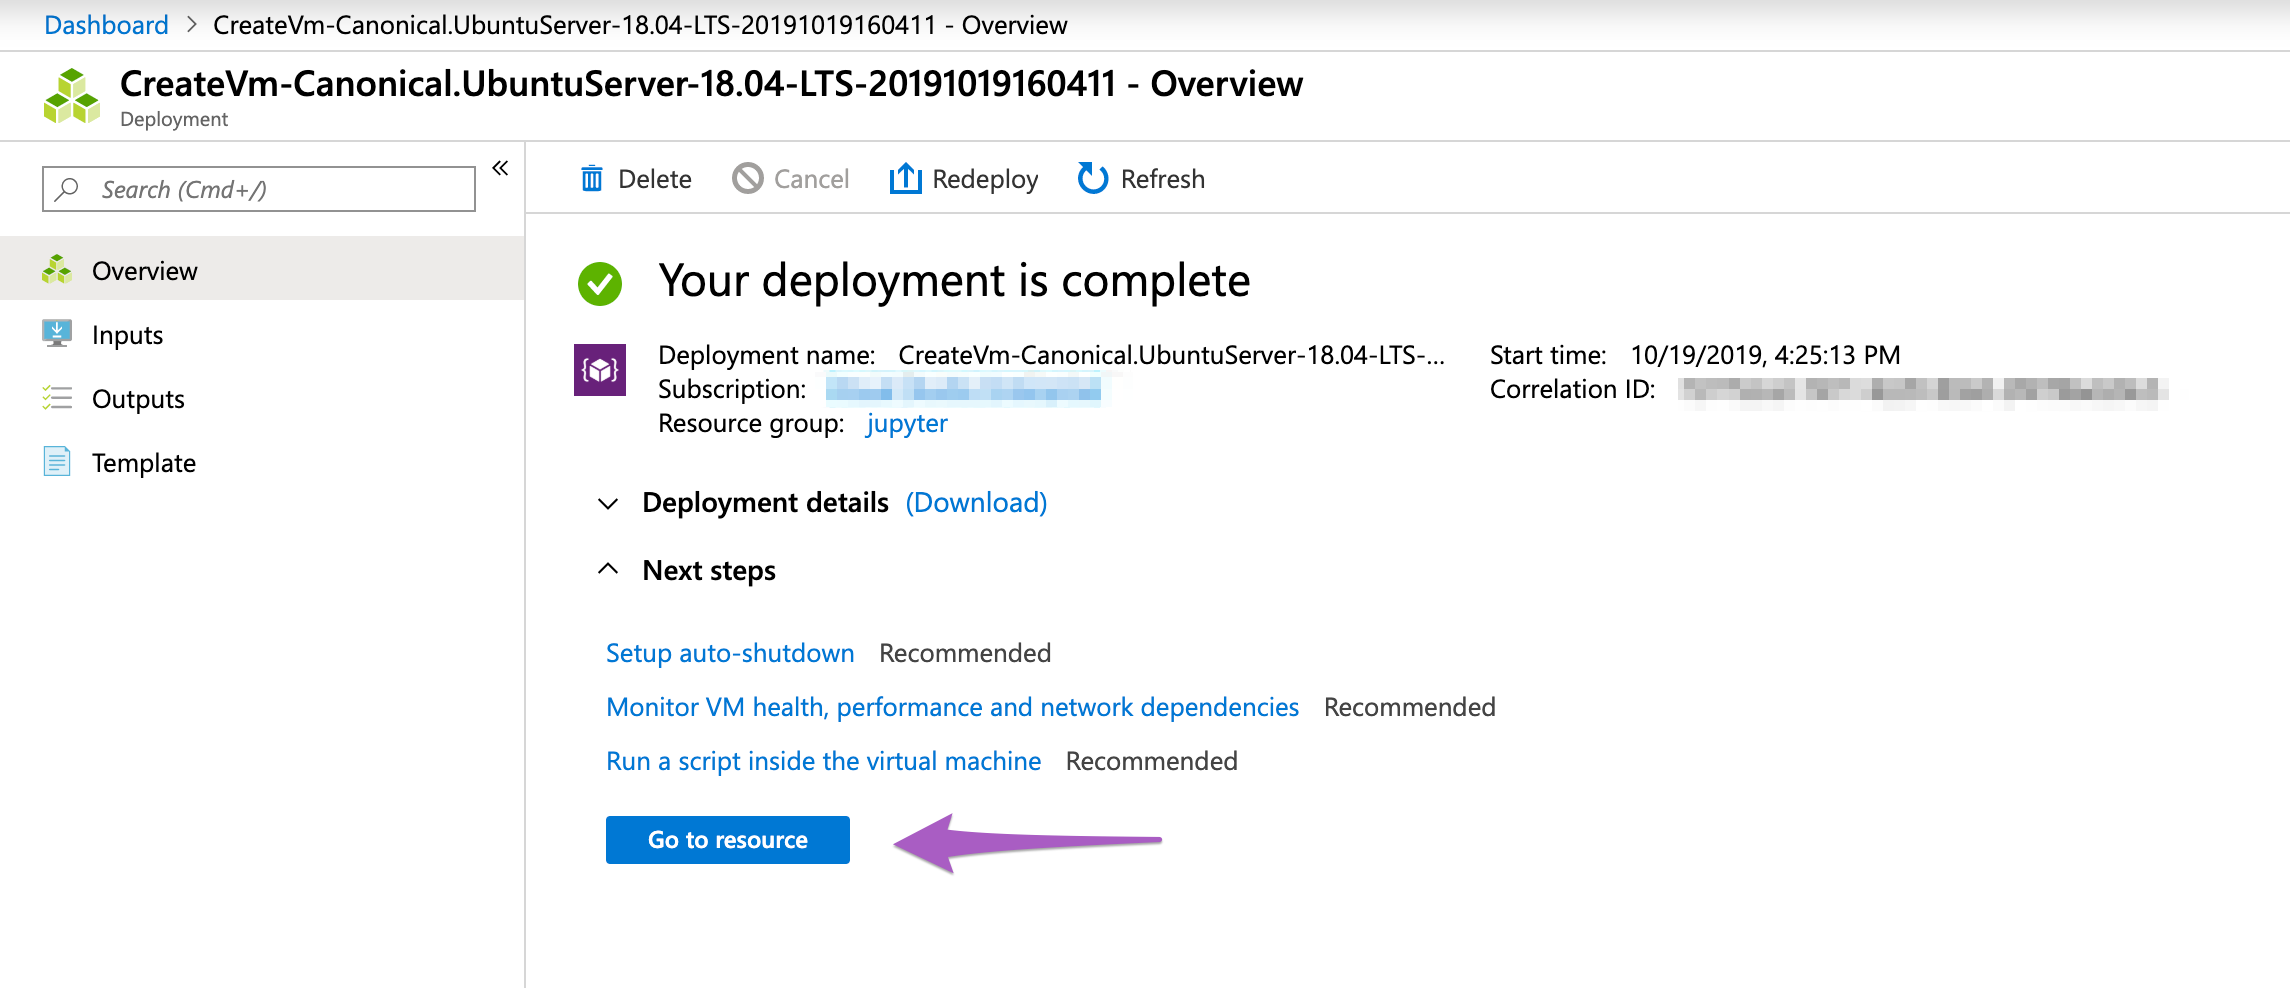 Dashboard > CreateVm-Canonical.UbuntuServer-18.04-LTS-20191019160411 - Overview
CreateVm-Canonical.UbuntuServer-18.04-LTS-20191019160411 - Overview
Deployment
Search (Cmd+/)
«
Delete
Cancel
Redeploy
Refresh
Overview
Inputs
Outputs
Template
Your deployment is complete
Deployment name: CreateVm-Canonical.UbuntuServer-18.04-LTS-...
Subscription:
Resource group: jupyter
Start time: 10/19/2019, 4:25:13 PM
Correlation ID:
Deployment details (Download)
Next steps
Setup auto-shutdown Recommended
Monitor VM health, performance and network dependencies Recommended
Run a script inside the virtual machine Recommended
Go to resource